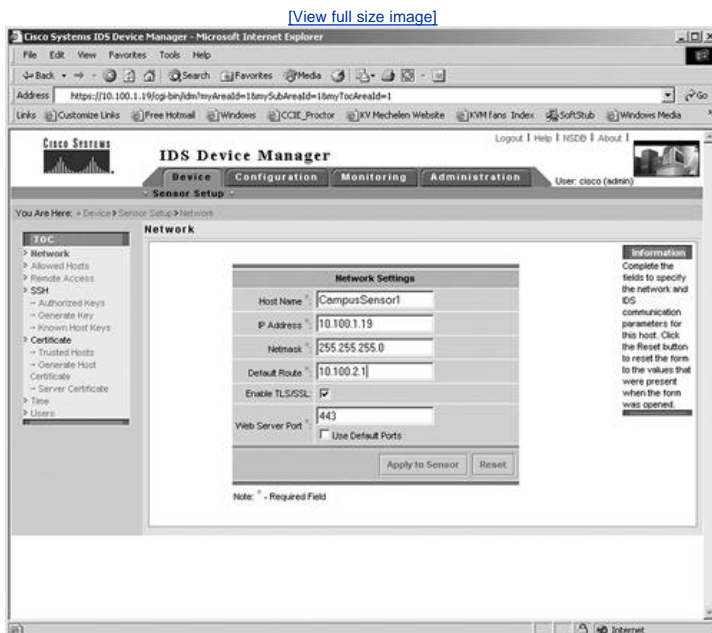 [View full size image]
Cisco Systems IDS Device Manager - Microsoft Internet Explorer
File Edit View Favorites Tools Help
Back Search Favorites Media
Address https://10.100.1.19/cgi-bin/idm?myAreaId=1&mySubAreaId=1&myTocAreaId=1 Go
Links Customize Links Free Hotmail Windows CCIE_Proctor KV Mechelen Website KVM fans Index SoftStub Windows Media
Logout | Help | NSDB | About |
CISCO SYSTEMS
IDS Device Manager
Device Configuration Monitoring Administration
User: cisco (admin)
Sensor Setup
You Are Here: Device > Sensor Setup > Network
TOC
Network
Allowed Hosts
Remote Access
SSH
Authorized Keys
Generate Key
Known Host Keys
Certificate
Trusted Hosts
Generate Host
Certificate
Server Certificate
Time
Users
Network
Network Settings
Host Name *: CampusSensor1
IP Address *: 10.100.1.19
Netmask *: 255.255.255.0
Default Route *: 10.100.2.1
Enable TLS/SSL:
Web Server Port *: 443
Use Default Ports
Apply to Sensor Reset
Note: * - Required Field
Information
Complete the
fields to specify
the network and
IDS
communication
parameters for
this host. Click
the Reset button
to reset the form
to the values that
were present
when the form
was opened.
Internet